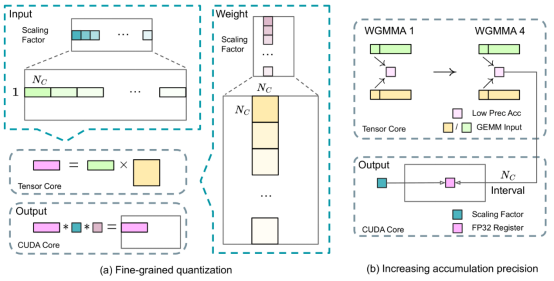 Input
Scaling
Factor
...
N_C
1
...
Tensor Core
=
×
Output
* * =
CUDA Core
Weight
Scaling
Factor
...
N_C
N_C
...
(a) Fine-grained quantization
WGMMA 1
WGMMA 4
Low Prec Acc
/ GEMM Input
Tensor Core
Output
N_C
Interval
Scaling Factor
FP32 Register
CUDA Core
(b) Increasing accumulation precision